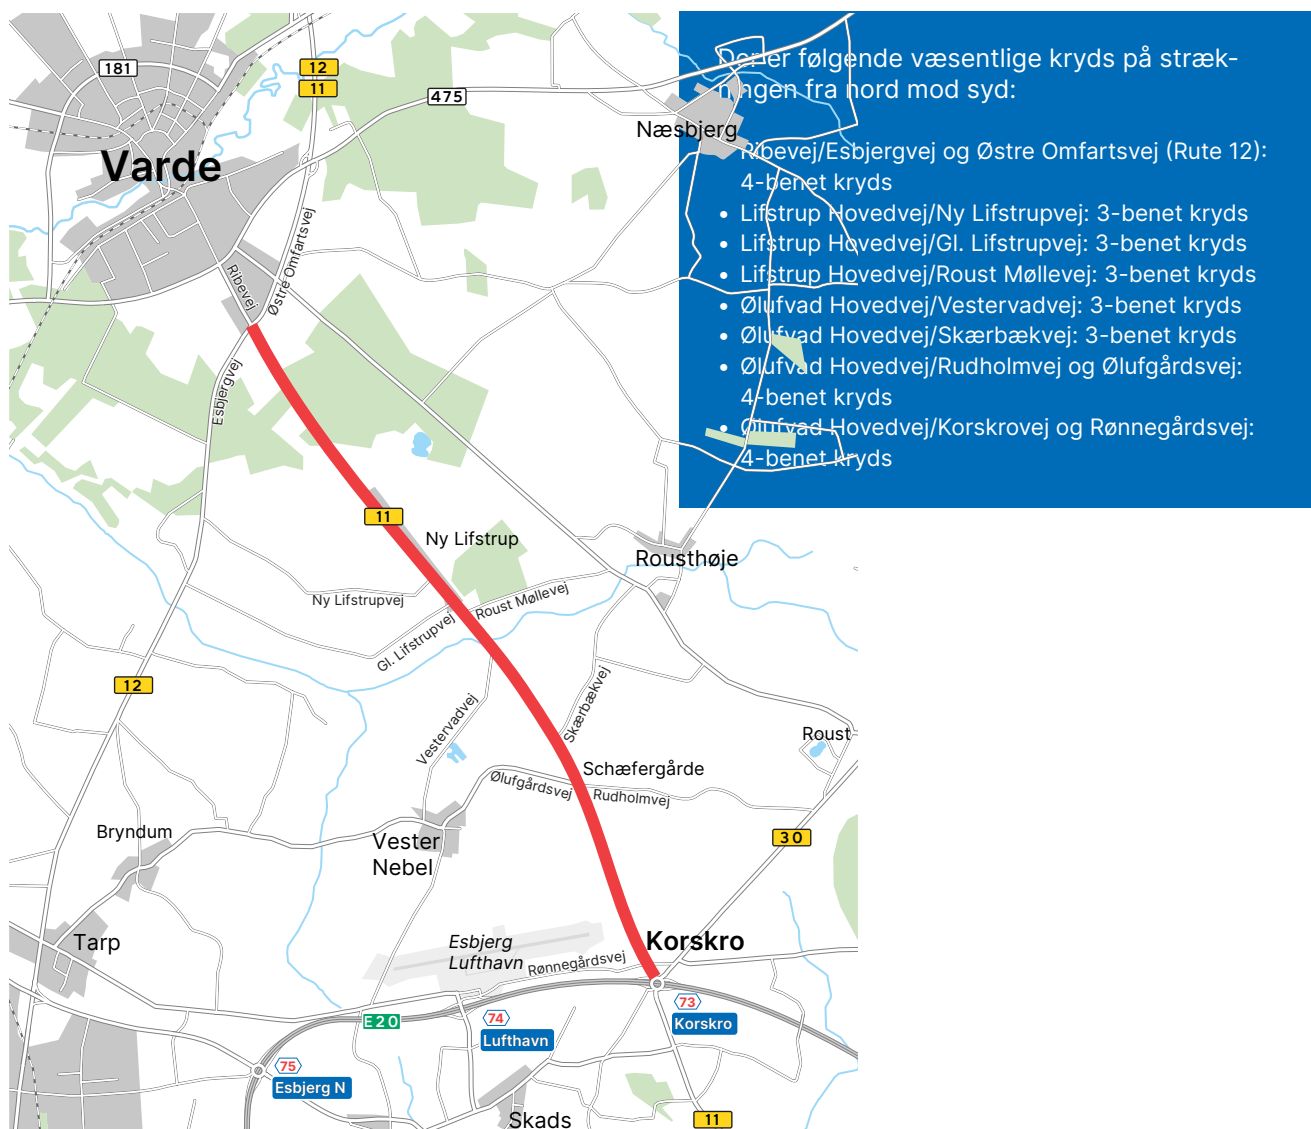 181
12
11
475
Næsbjerg
Varde
Ribevej
Østre Omfartsvej
Esbjergvej
11
Ny Lifstrup
Rousthøje
Ny Lifstrupvej
Roust Møllevej
Gl. Lifstrupvej
12
Skærbækvej
Vestervadvej
Roust
Schæfergårde
Ølufgårdsvej
Rudholmvej
Bryndum
Vester
Nebel
30
Tarp
Esbjerg
Lufthavn
Korskro
Rønnegårdsvej
73
Korskro
74
Lufthavn
E20
75
Esbjerg N
Skads
11
Der er følgende væsentlige kryds på stræk-
ningen fra nord mod syd:
Ribevej/Esbjergvej og Østre Omfartsvej (Rute 12):
4-benet kryds
• Lifstrup Hovedvej/Ny Lifstrupvej: 3-benet kryds
• Lifstrup Hovedvej/Gl. Lifstrupvej: 3-benet kryds
• Lifstrup Hovedvej/Roust Møllevej: 3-benet kryds
• Ølufvad Hovedvej/Vestervadvej: 3-benet kryds
• Ølufvad Hovedvej/Skærbækvej: 3-benet kryds
• Ølufvad Hovedvej/Rudholmvej og Ølufgårdsvej:
4-benet kryds
• Ølufvad Hovedvej/Korskrovej og Rønnegårdsvej:
4-benet kryds